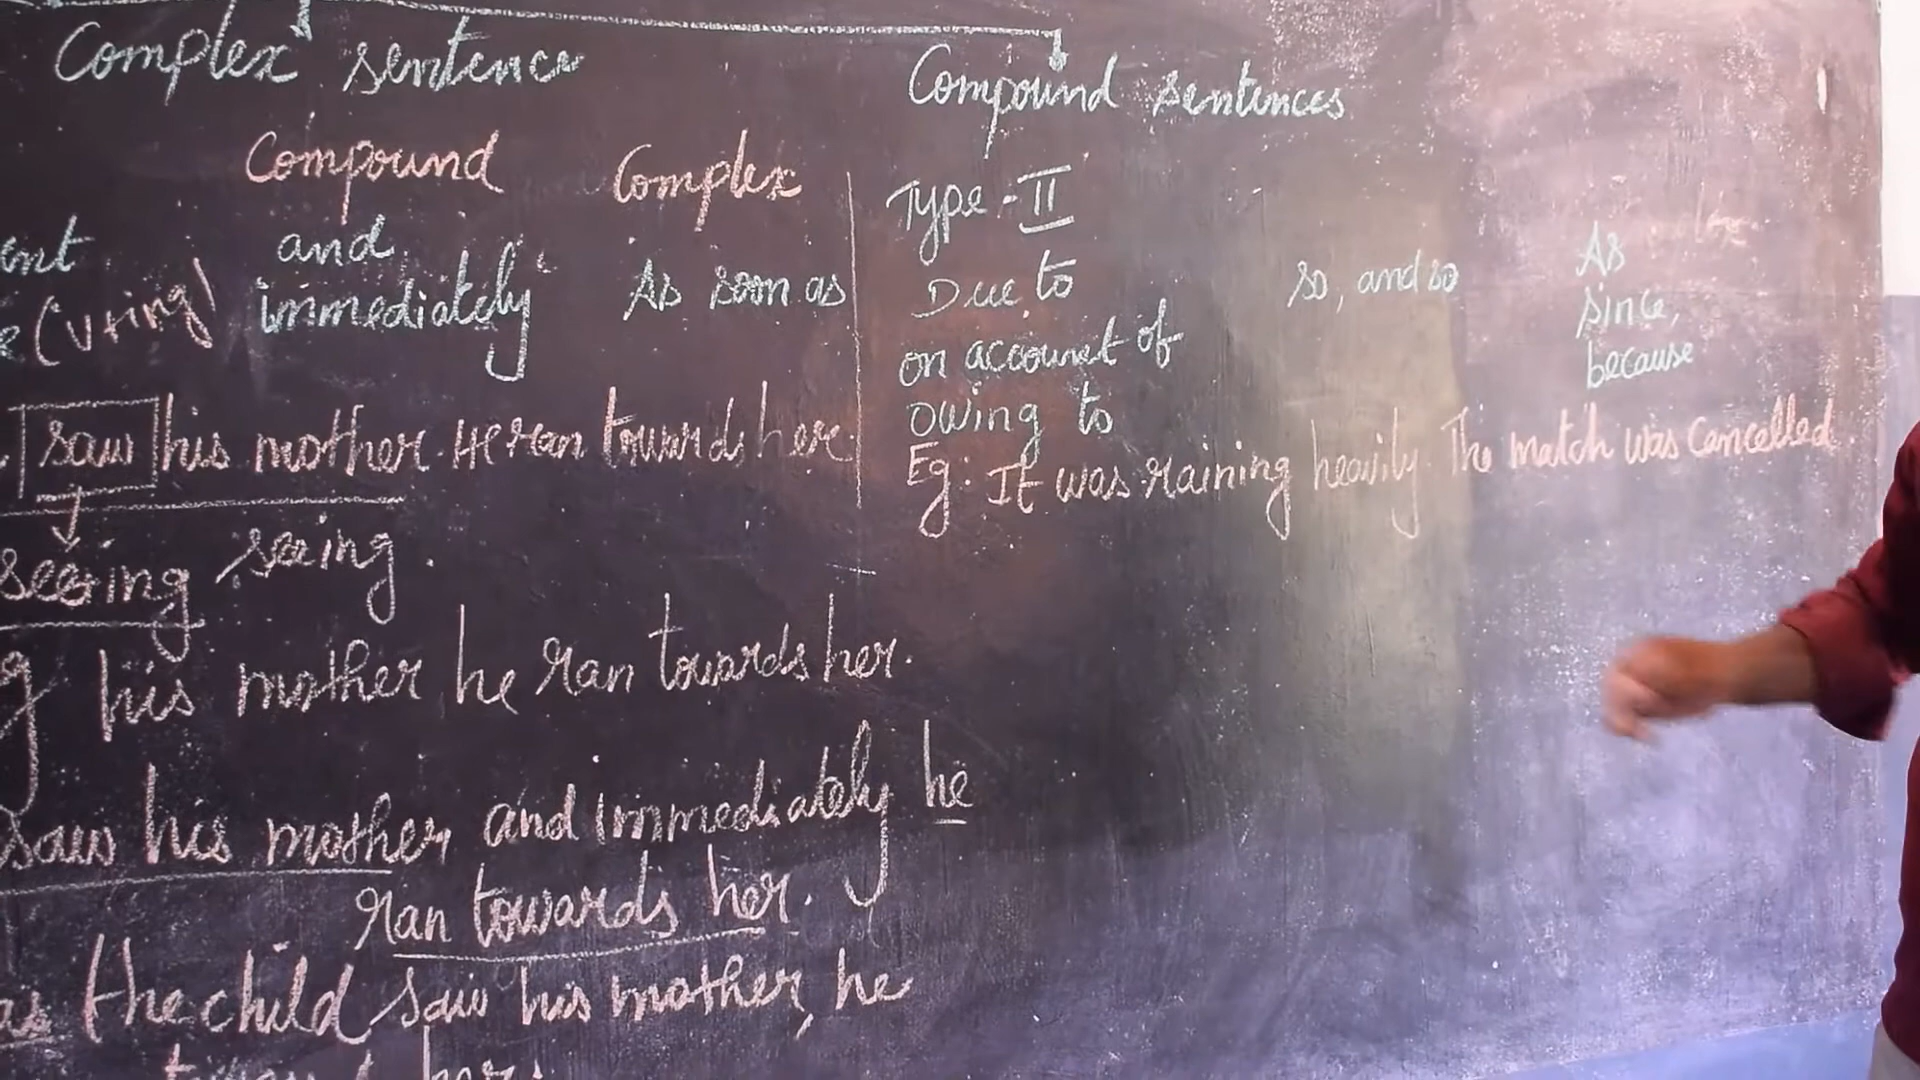 Complex sentence
Compound Complex
ent and
e (V+ing) immediately As soon as
saw his mother. He ran towards her.
seeing seeing.
g his mother he ran towards her.
saw his mother and immediately he
ran towards her.
as the child saw his mother, he
her.
Compound sentences
Type-II
Due to so, and so As
on account of since,
owing to because
Eg: It was raining heavily. The match was cancelled.